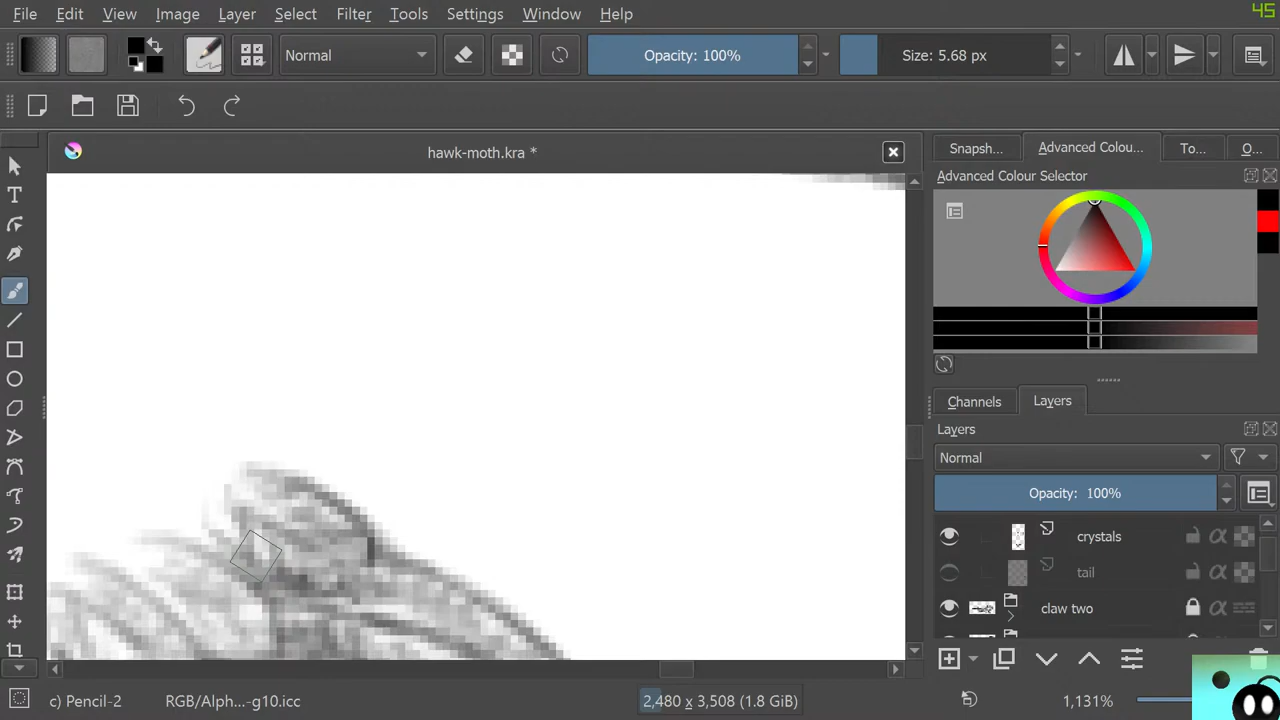 File Edit View Image Layer Select Filter Tools Settings Window Help
45
Normal
Opacity: 100%
Size: 5.68 px
hawk-moth.kra *
Snapsh... Advanced Colou... To... O...
Advanced Colour Selector
Channels Layers
Layers
Normal
Opacity: 100%
crystals
tail
claw two
c) Pencil-2
RGB/Alph...-g10.icc
2,480 x 3,508 (1.8 GiB)
1,131%